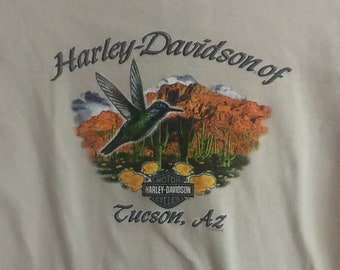 Harley-Davidson of
MOTOR
HARLEY-DAVIDSON
CYCLES
Tucson, Az